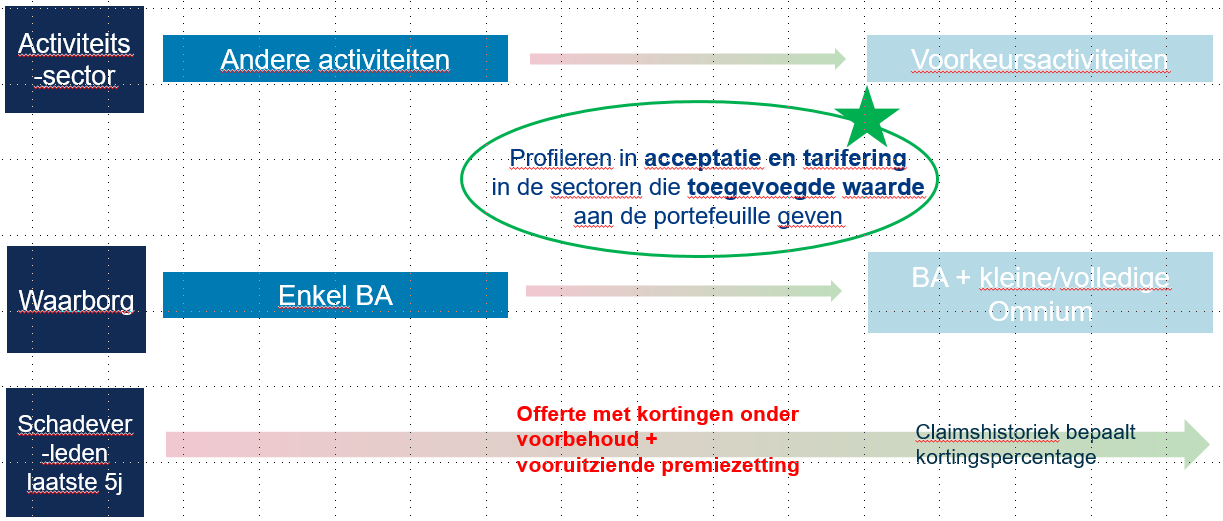 Activiteits
-sector
Andere activiteiten
Voorkeursactiviteiten
Profileren in acceptatie en tarifering
in de sectoren die toegevoegde waarde
aan de portefeuille geven
Waarborg
Enkel BA
BA + kleine/volledige
Omnium
Schadever
-leden
laatste 5j
Offerte met kortingen onder
voorbehoud +
vooruitziende premiezetting
Claimshistoriek bepaalt
kortingspercentage